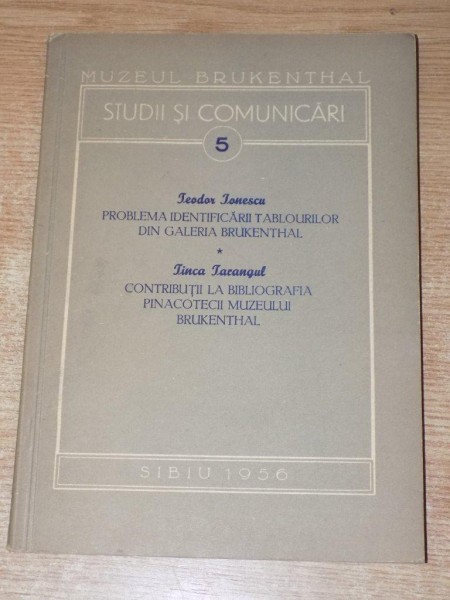 MUZEUL BRUKENTHAL
STUDII ȘI COMUNICĂRI
5
Teodor Ionescu
PROBLEMA IDENTIFICĂRII TABLOURILOR
DIN GALERIA BRUKENTHAL
*
Tinca Tarangul
CONTRIBUȚII LA BIBLIOGRAFIA
PINACOTECII MUZEULUI
BRUKENTHAL
SIBIU 1956